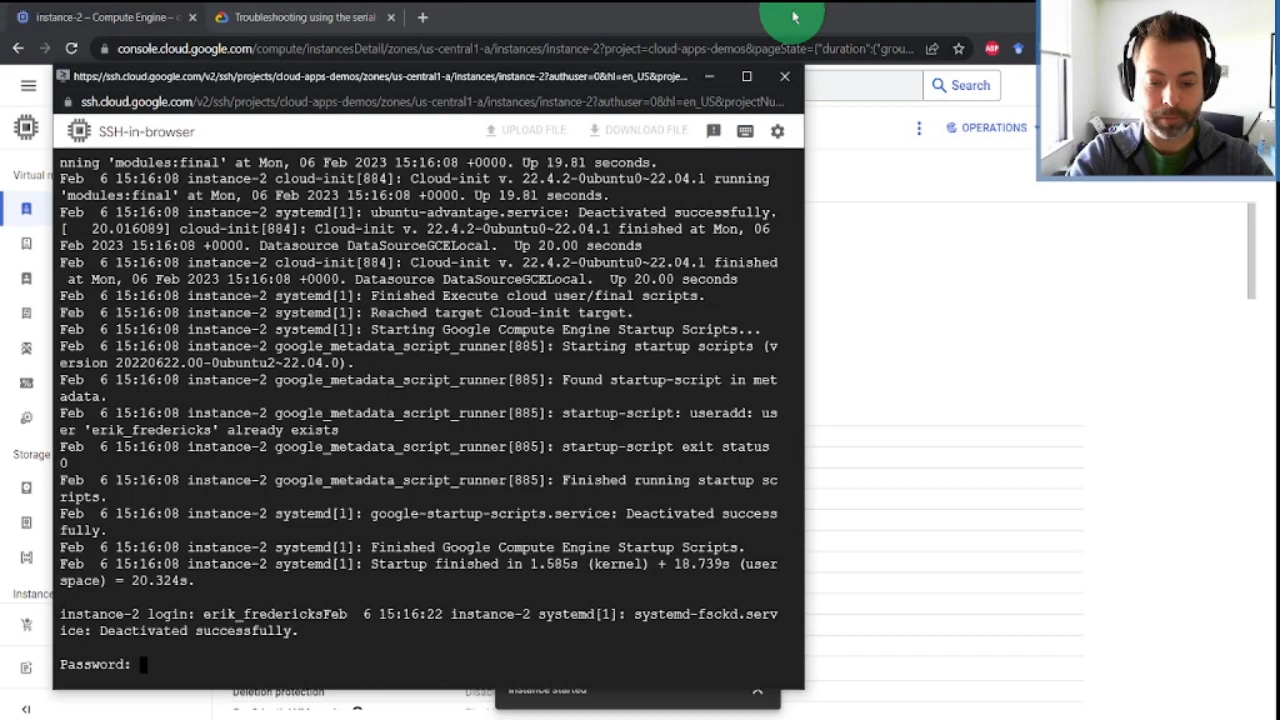 instance-2 – Compute Engine –
Troubleshooting using the serial
console.cloud.google.com/compute/instancesDetail/zones/us-central1-a/instances/instance-2?project=cloud-apps-demos&pageState={"duration":{"grou...
ABP
https://ssh.cloud.google.com/v2/ssh/projects/cloud-apps-demos/zones/us-central1-a/instances/instance-2?authuser=0&hl=en_US&proje...
ssh.cloud.google.com/v2/ssh/projects/cloud-apps-demos/zones/us-central1-a/instances/instance-2?authuser=0&hl=en_US&projectNu...
Search
SSH-in-browser
UPLOAD FILE
DOWNLOAD FILE
OPERATIONS
Virtual
Storage
Instance
nning 'modules:final' at Mon, 06 Feb 2023 15:16:08 +0000. Up 19.81 seconds.
Feb  6 15:16:08 instance-2 cloud-init[884]: Cloud-init v. 22.4.2-0ubuntu0~22.04.1 running
'modules:final' at Mon, 06 Feb 2023 15:16:08 +0000. Up 19.81 seconds.
Feb  6 15:16:08 instance-2 systemd[1]: ubuntu-advantage.service: Deactivated successfully.
[   20.016089] cloud-init[884]: Cloud-init v. 22.4.2-0ubuntu0~22.04.1 finished at Mon, 06
Feb 2023 15:16:08 +0000. Datasource DataSourceGCELocal.  Up 20.00 seconds
Feb  6 15:16:08 instance-2 cloud-init[884]: Cloud-init v. 22.4.2-0ubuntu0~22.04.1 finished
at Mon, 06 Feb 2023 15:16:08 +0000. Datasource DataSourceGCELocal.  Up 20.00 seconds
Feb  6 15:16:08 instance-2 systemd[1]: Finished Execute cloud user/final scripts.
Feb  6 15:16:08 instance-2 systemd[1]: Reached target Cloud-init target.
Feb  6 15:16:08 instance-2 systemd[1]: Starting Google Compute Engine Startup Scripts...
Feb  6 15:16:08 instance-2 google_metadata_script_runner[885]: Starting startup scripts (v
ersion 20220622.00-0ubuntu2~22.04.0).
Feb  6 15:16:08 instance-2 google_metadata_script_runner[885]: Found startup-script in met
adata.
Feb  6 15:16:08 instance-2 google_metadata_script_runner[885]: startup-script: useradd: us
er 'erik_fredericks' already exists
Feb  6 15:16:08 instance-2 google_metadata_script_runner[885]: startup-script exit status
0
Feb  6 15:16:08 instance-2 google_metadata_script_runner[885]: Finished running startup sc
ripts.
Feb  6 15:16:08 instance-2 systemd[1]: google-startup-scripts.service: Deactivated success
fully.
Feb  6 15:16:08 instance-2 systemd[1]: Finished Google Compute Engine Startup Scripts.
Feb  6 15:16:08 instance-2 systemd[1]: Startup finished in 1.585s (kernel) + 18.739s (user
space) = 20.324s.
instance-2 login: erik_fredericksFeb  6 15:16:22 instance-2 systemd[1]: systemd-fsckd.serv
ice: Deactivated successfully.
Password:
Deletion protection
Instance started